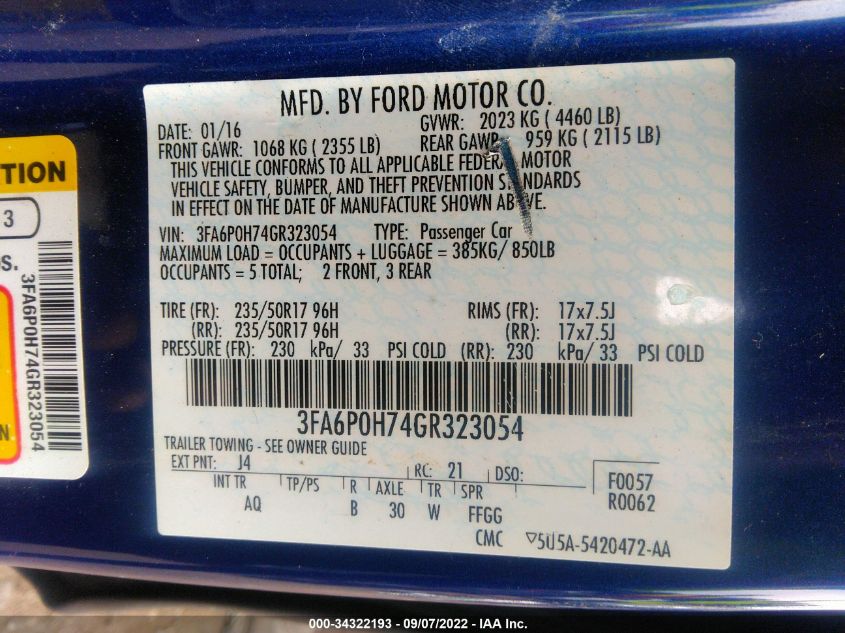 MFD. BY FORD MOTOR CO.
DATE: 01/16 GVWR: 2023 KG ( 4460 LB)
FRONT GAWR: 1068 KG ( 2355 LB) REAR GAWR: 959 KG ( 2115 LB)
THIS VEHICLE CONFORMS TO ALL APPLICABLE FEDERAL MOTOR
VEHICLE SAFETY, BUMPER, AND THEFT PREVENTION STANDARDS
IN EFFECT ON THE DATE OF MANUFACTURE SHOWN ABOVE.
VIN: 3FA6P0H74GR323054 TYPE: Passenger Car
MAXIMUM LOAD = OCCUPANTS + LUGGAGE = 385KG/ 850LB
OCCUPANTS = 5 TOTAL; 2 FRONT, 3 REAR
TIRE (FR): 235/50R17 96H RIMS (FR): 17x7.5J
(RR): 235/50R17 96H (RR): 17x7.5J
PRESSURE (FR): 230 kPa/ 33 PSI COLD (RR): 230 kPa/ 33 PSI COLD
3FA6P0H74GR323054
TRAILER TOWING - SEE OWNER GUIDE
EXT PNT: J4 RC: 21 DSO: F0057
INT TR TP/PS R AXLE TR SPR R0062
AQ B 30 W FFGG
CMC ▽5U5A-5420472-AA
3
3FA6P0H74GR323054
000-34322193 - 09/07/2022 - IAA Inc.